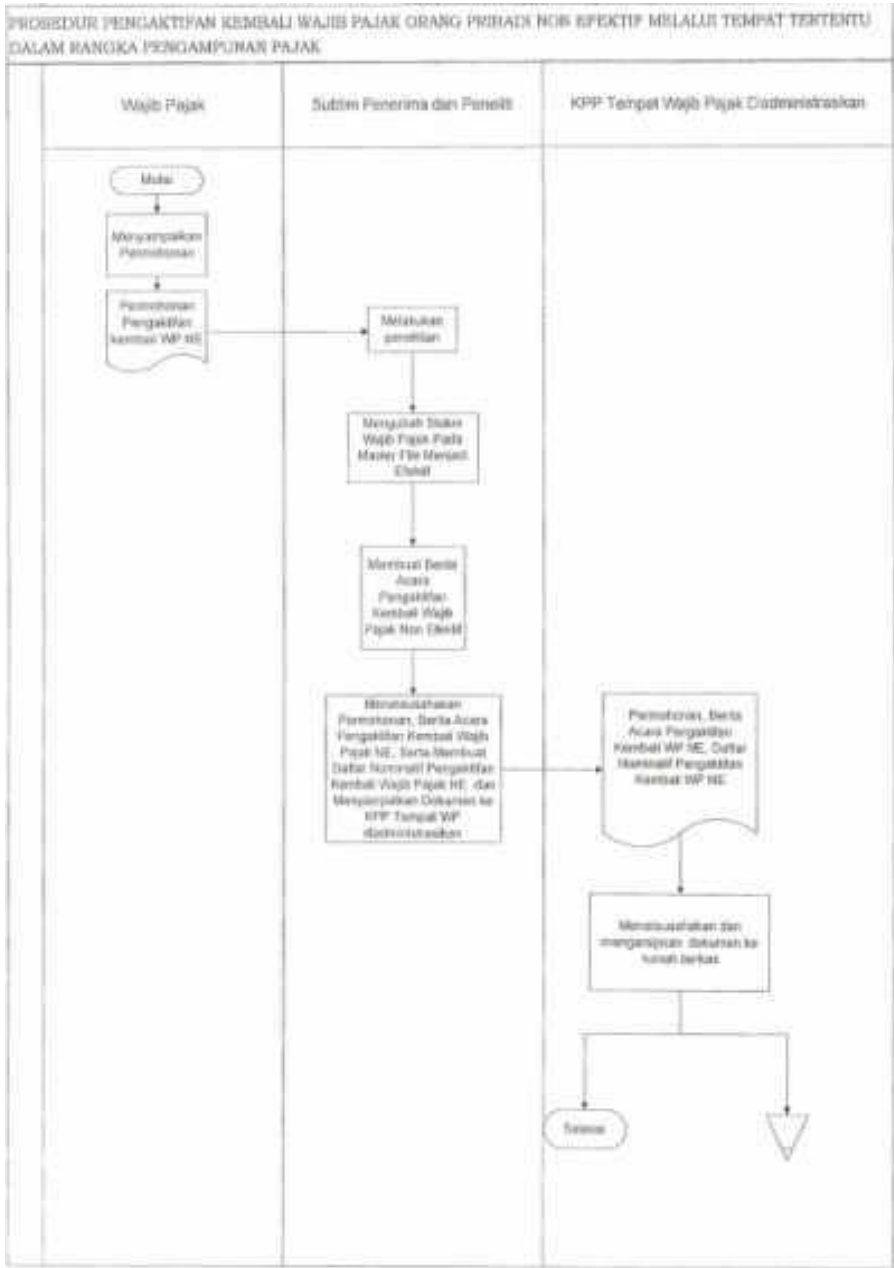 PROSEDUR PENGAKTIFAN KEMBALI WAJIB PAJAK ORANG PRIBADI NON EFEKTIF MELALUI TEMPAT TERTENTU
DALAM RANGKA PENGAMPUNAN PAJAK
Wajib Pajak
Subtim Penerima dan Peneliti
KPP Tempat Wajib Pajak Diadministrasikan
Mulai
Menyampaikan
Permohonan
Permohonan
Pengaktifan
kembali WP NE
Melakukan
penelitian
Mengubah Status
Wajib Pajak Pada
Master File Menjadi
Efektif
Membuat Berita
Acara
Pengaktifan
Kembali Wajib
Pajak Non Efektif
Menatausahakan
Permohonan, Berita Acara
Pengaktifan Kembali Wajib
Pajak NE, Serta Membuat
Daftar Nominatif Pengaktifan
Kembali Wajib Pajak NE, dan
Menyampaikan Dokumen ke
KPP Tempat WP
diadministrasikan
Permohonan, Berita
Acara Pengaktifan
Kembali WP NE, Daftar
Nominatif Pengaktifan
Kembali WP NE
Menatausahakan dan
mengarsipkan dokumen ke
rumah berkas
Selesai